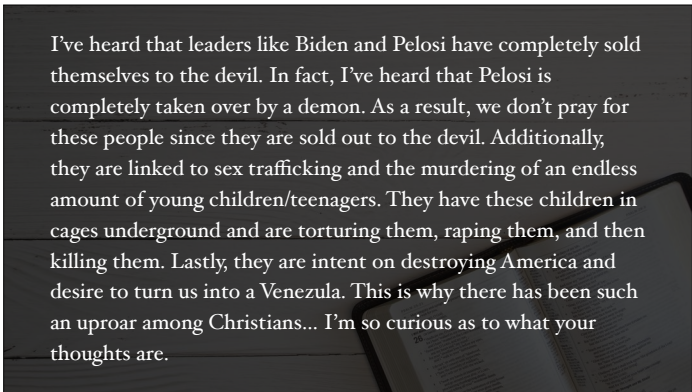 I’ve heard that leaders like Biden and Pelosi have completely sold
themselves to the devil. In fact, I’ve heard that Pelosi is
completely taken over by a demon. As a result, we don’t pray for
these people since they are sold out to the devil. Additionally,
they are linked to sex trafficking and the murdering of an endless
amount of young children/teenagers. They have these children in
cages underground and are torturing them, raping them, and then
killing them. Lastly, they are intent on destroying America and
desire to turn us into a Venezula. This is why there has been such
an uproar among Christians... I’m so curious as to what your
thoughts are.